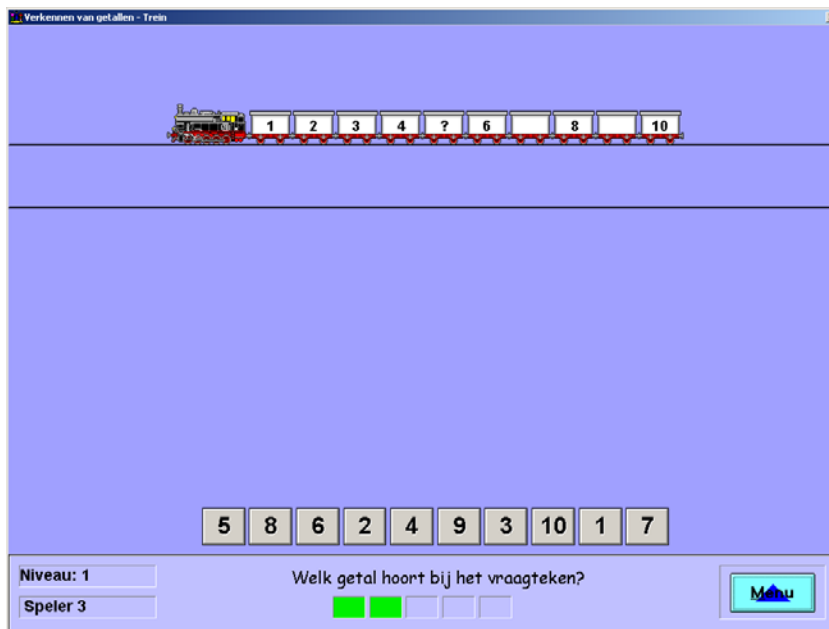 Verkennen van getallen - Trein
1 2 3 4 ? 6 8 10
5 8 6 2 4 9 3 10 1 7
Niveau: 1
Welk getal hoort bij het vraagteken?
Speler 3
Menu